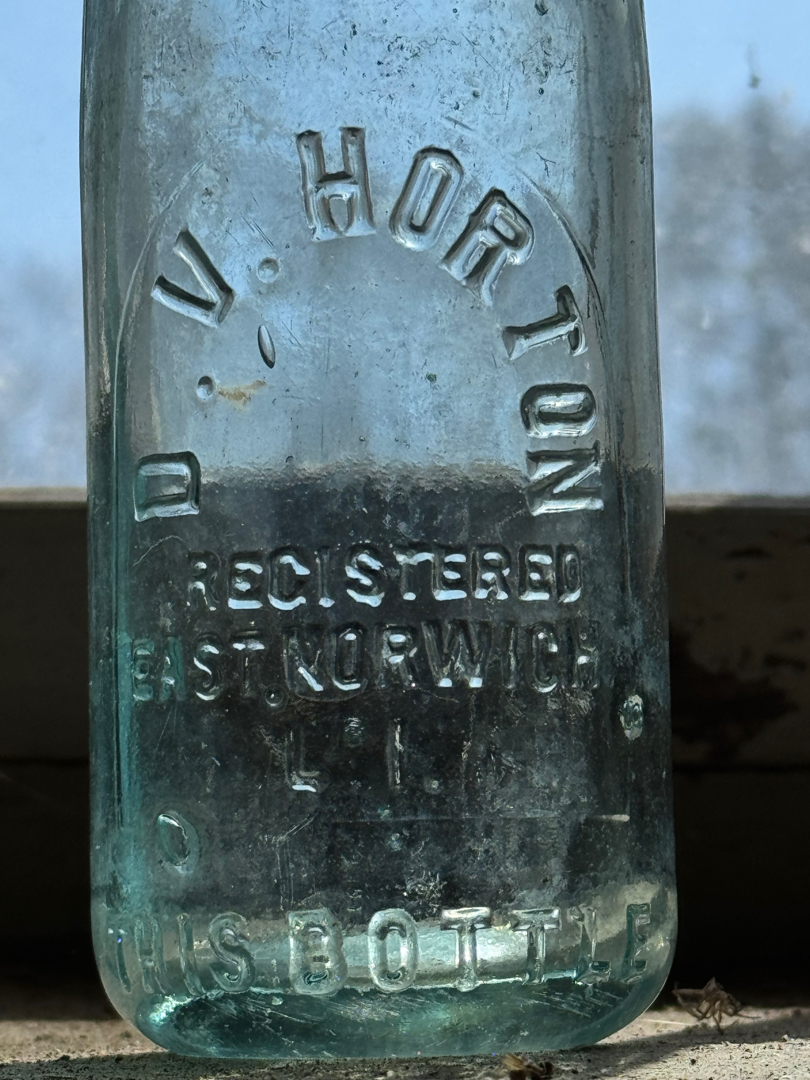 D. V. HORTON
REGISTERED
EAST. NORWICH.
L. I.
THIS BOTTLE